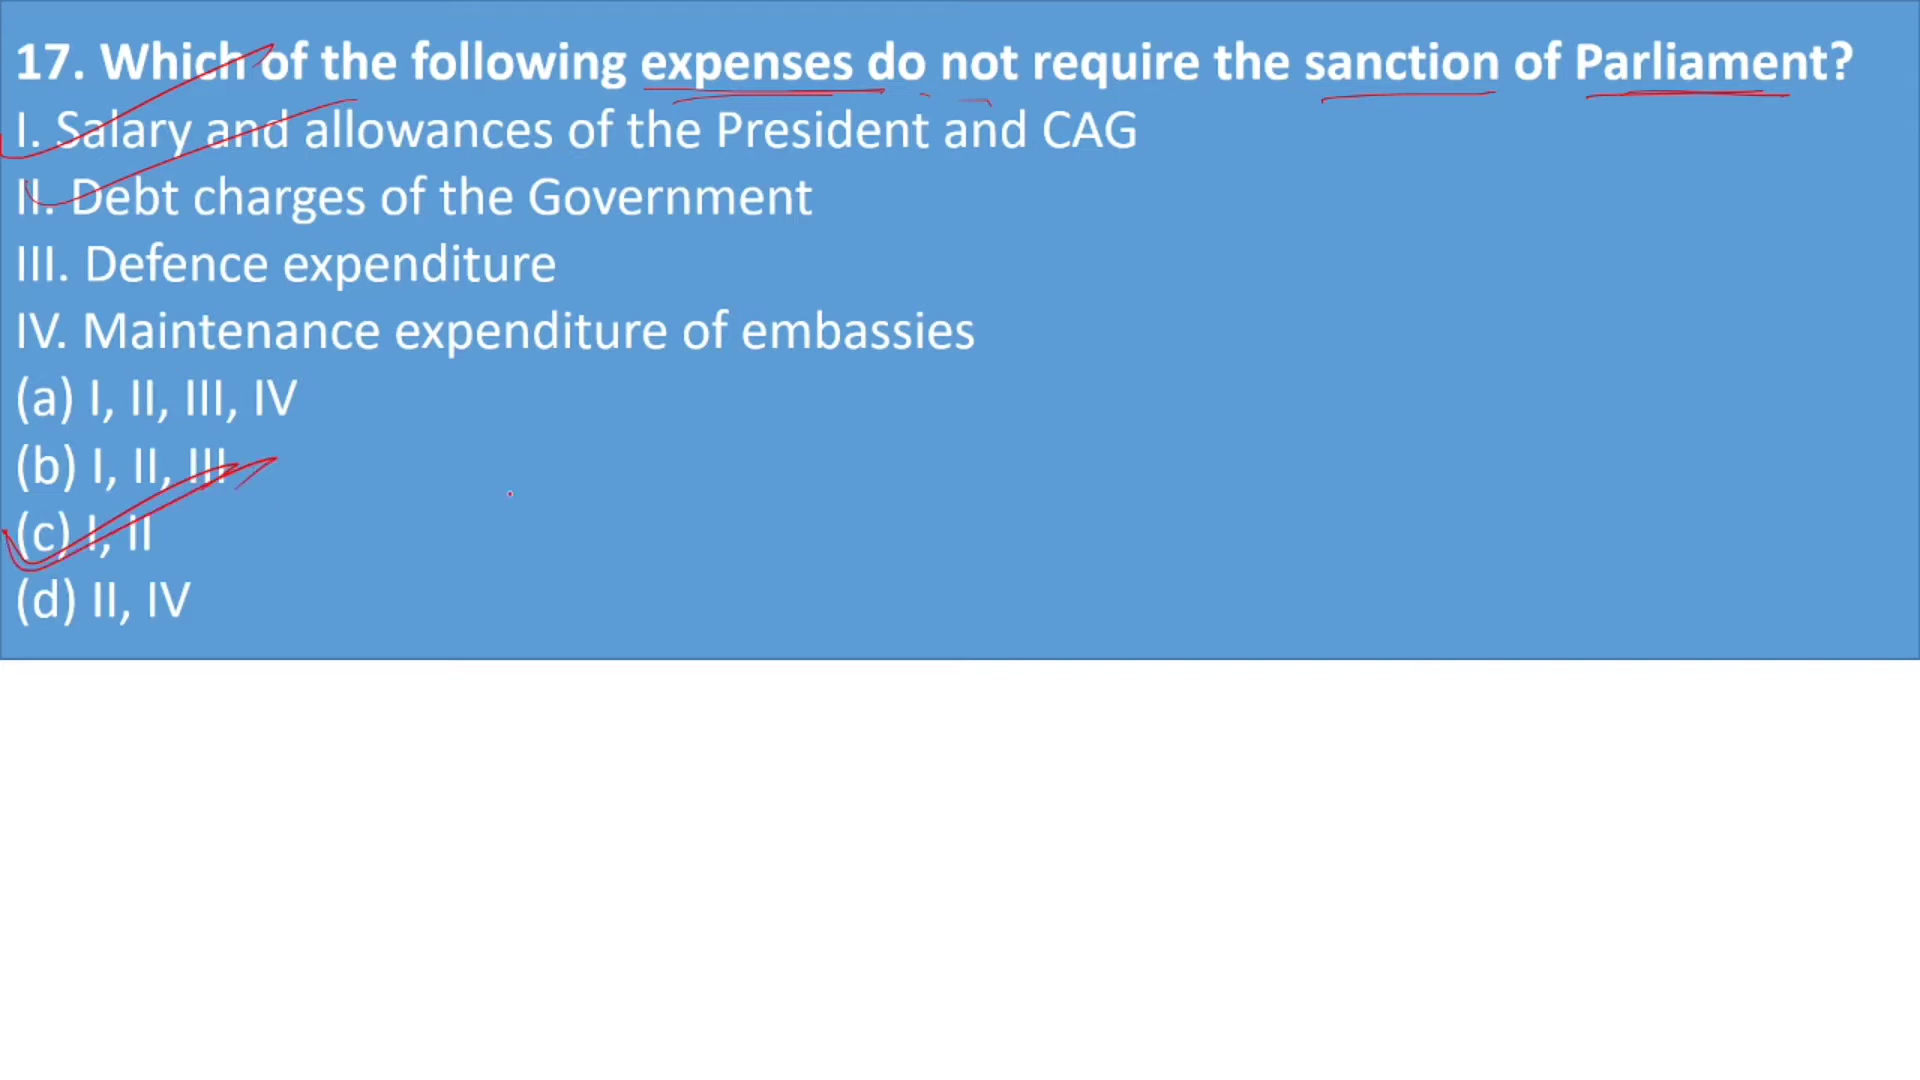 17. Which of the following expenses do not require the sanction of Parliament?
I. Salary and allowances of the President and CAG
II. Debt charges of the Government
III. Defence expenditure
IV. Maintenance expenditure of embassies
(a) I, II, III, IV
(b) I, II, III
(c) I, II
(d) II, IV